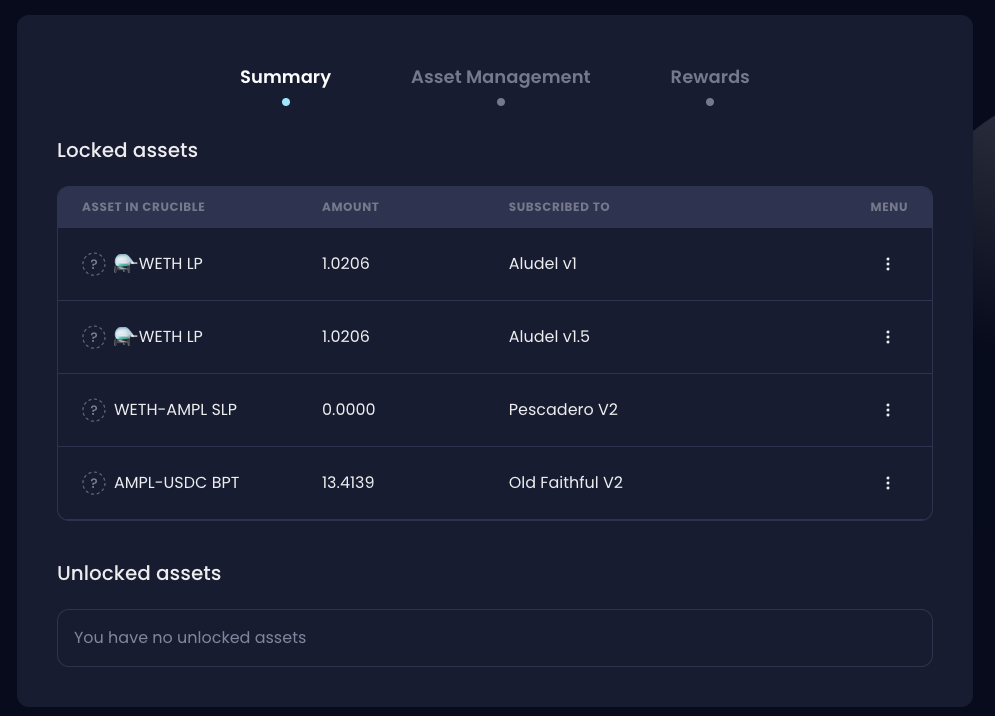 Summary Asset Management Rewards
Locked assets
ASSET IN CRUCIBLE AMOUNT SUBSCRIBED TO MENU
? ⚗️-WETH LP 1.0206 Aludel v1
? ⚗️-WETH LP 1.0206 Aludel v1.5
? WETH-AMPL SLP 0.0000 Pescadero V2
? AMPL-USDC BPT 13.4139 Old Faithful V2
Unlocked assets
You have no unlocked assets